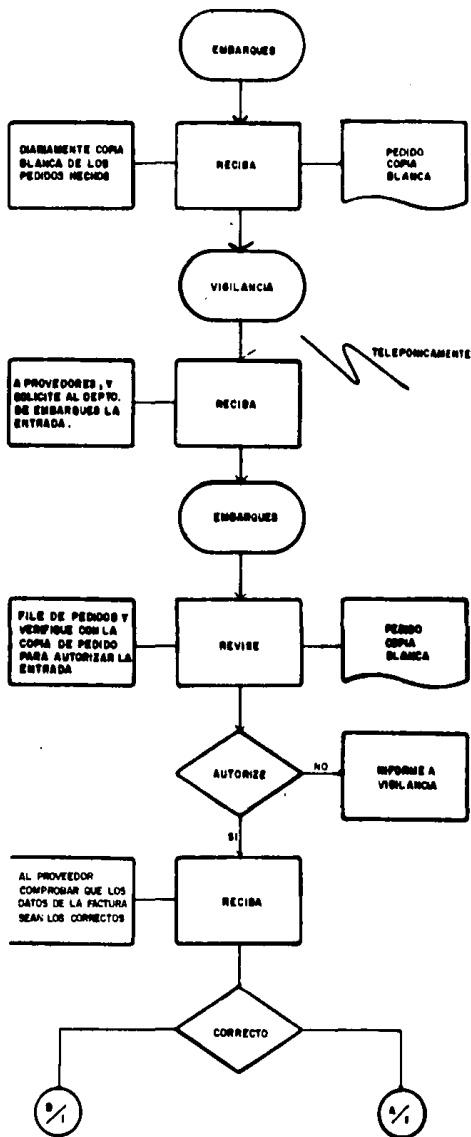 EMBARQUES
DIARIAMENTE COPIA
BLANCA DE LOS
PEDIDOS HECHOS
RECIBA
PEDIDO
COPIA
BLANCA
VIGILANCIA
TELEFONICAMENTE
A PROVEDORES, Y
SOLICITE AL DEPTO.
DE EMBARQUES LA
ENTRADA.
RECIBA
EMBARQUES
FILE DE PEDIDOS Y
VERIFIQUE CON LA
COPIA DE PEDIDO
PARA AUTORIZAR LA
ENTRADA
REVISE
PEDIDO
COPIA
BLANCA
AUTORIZE
NO
INFORME A
VIGILANCIA
SI
AL PROVEEDOR
COMPROBAR QUE LOS
DATOS DE LA FACTURA
SEAN LOS CORRECTOS
RECIBA
CORRECTO